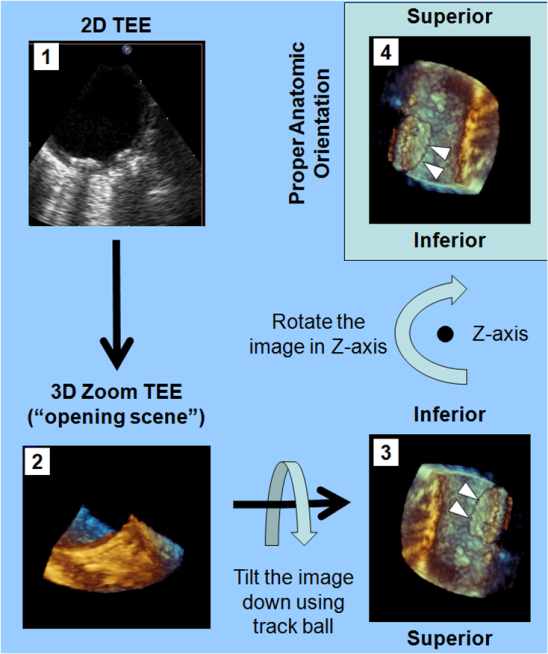 2D TEE
1
3D Zoom TEE
(“opening scene”)
2
Tilt the image
down using
track ball
Inferior
3
Superior
Rotate the
image in Z-axis
Z-axis
Proper Anatomic
Orientation
Superior
4
Inferior